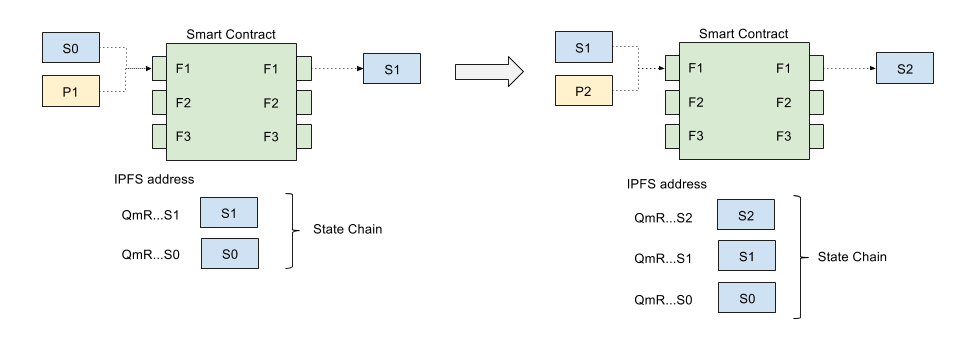 Smart Contract
S0
P1
F1 F1
F2 F2
F3 F3
S1
IPFS address
QmR...S1 S1
QmR...S0 S0
State Chain
Smart Contract
S1
P2
F1 F1
F2 F2
F3 F3
S2
IPFS address
QmR...S2 S2
QmR...S1 S1
QmR...S0 S0
State Chain